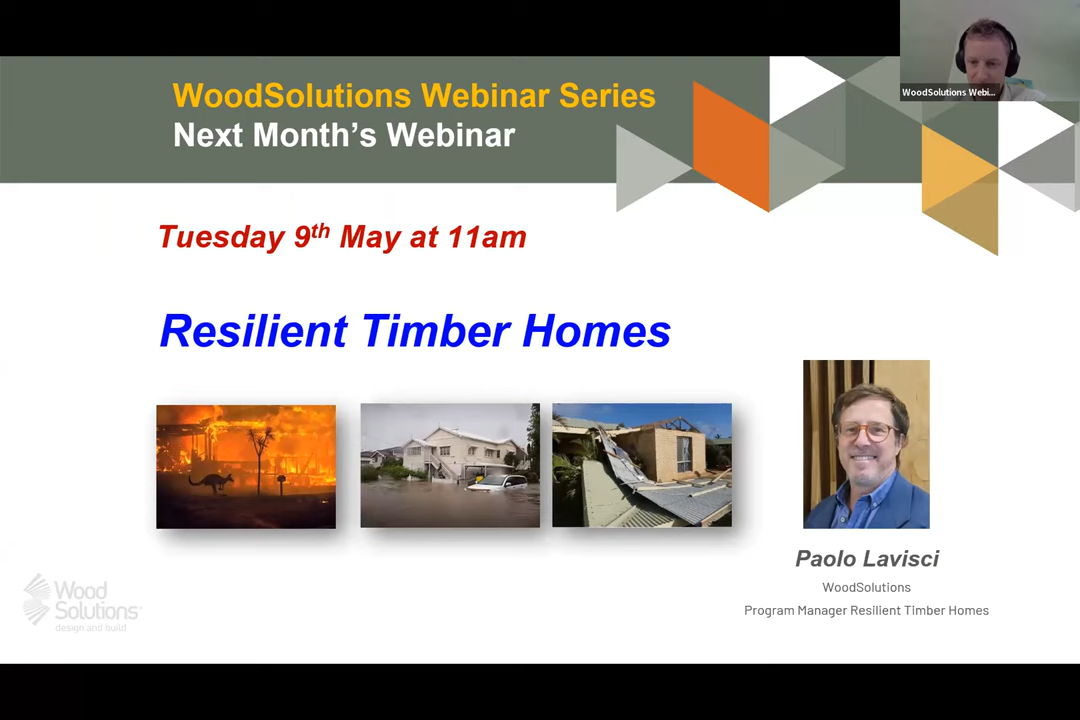 WoodSolutions Webi...
WoodSolutions Webinar Series
Next Month's Webinar
Tuesday 9th May at 11am
Resilient Timber Homes
Paolo Lavisci
WoodSolutions
Program Manager Resilient Timber Homes
Wood
Solutions
design and build